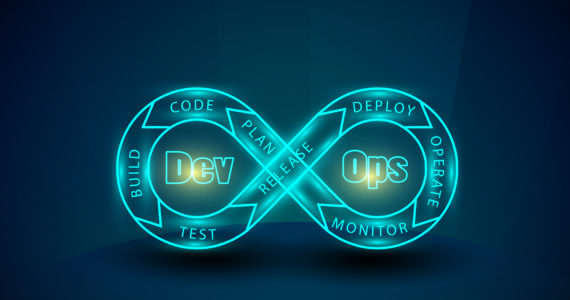 PLAN
CODE
BUILD
TEST
RELEASE
DEPLOY
OPERATE
MONITOR
Dev
Ops